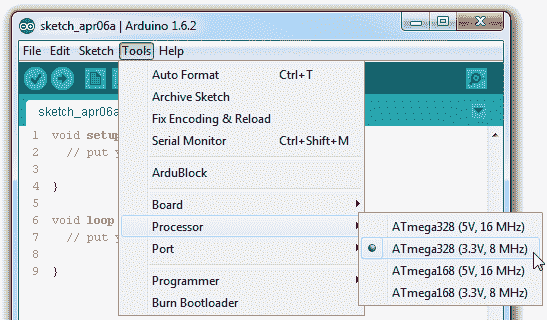 sketch_apr06a | Arduino 1.6.2
File Edit Sketch Tools Help
sketch_apr06a
1 void setup
2 // put y
3
4 }
5
6 void loop
7 // put y
8
9 }
Auto Format Ctrl+T
Archive Sketch
Fix Encoding & Reload
Serial Monitor Ctrl+Shift+M
ArduBlock
Board
Processor
Port
Programmer
Burn Bootloader
ATmega328 (5V, 16 MHz)
ATmega328 (3.3V, 8 MHz)
ATmega168 (5V, 16 MHz)
ATmega168 (3.3V, 8 MHz)